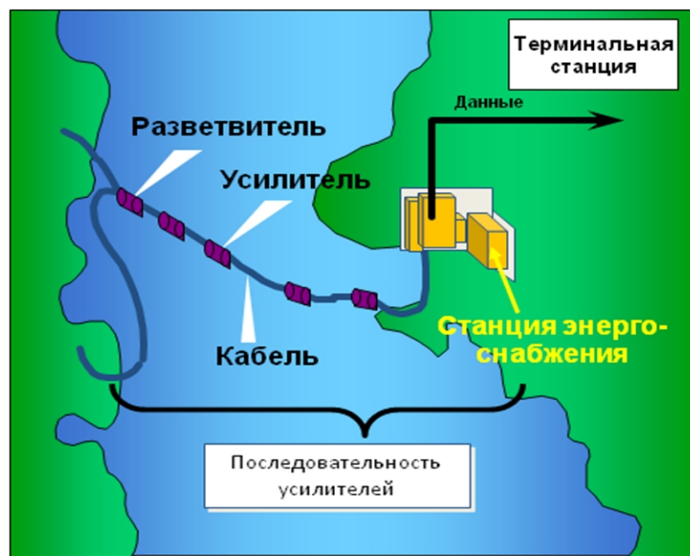 Терминальная
станция
Данные
Разветвитель
Усилитель
Станция энерго-
снабжения
Кабель
Последовательность
усилителей